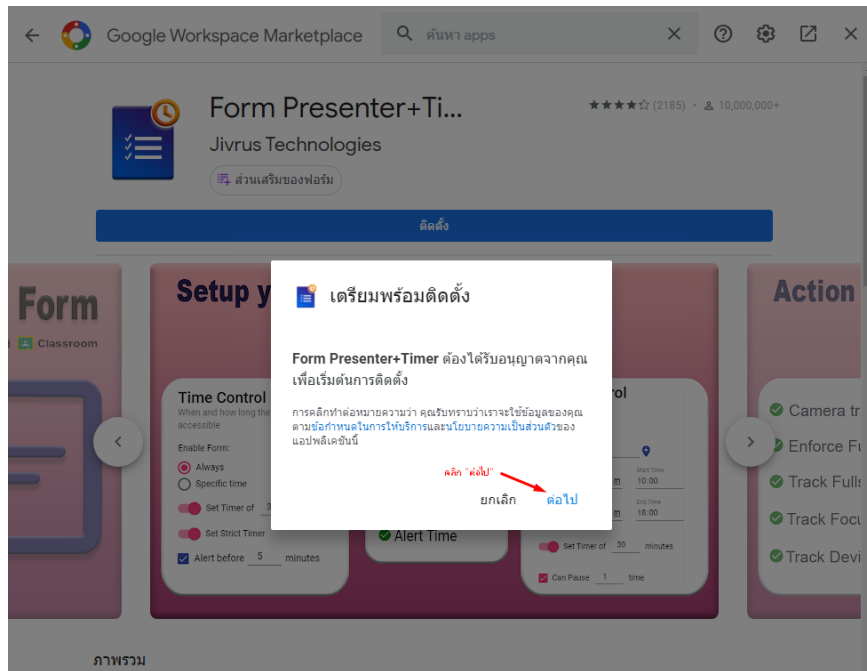 Google Workspace Marketplace
ค้นหา apps
Form Presenter+Ti...
★★★★☆ (2185) · 10,000,000+
Jivrus Technologies
ส่วนเสริมของฟอร์ม
ติดตั้ง
Form
Classroom
Setup y
Action
เตรียมพร้อมติดตั้ง
Form Presenter+Timer ต้องได้รับอนุญาตจากคุณ
เพื่อเริ่มต้นการติดตั้ง
การคลิกทำต่อหมายความว่า คุณรับทราบว่าเราจะใช้ข้อมูลของคุณ
ตามข้อกำหนดในการให้บริการและนโยบายความเป็นส่วนตัวของ
แอปพลิเคชันนี้
คลิก "ต่อไป"
ยกเลิก
ต่อไป
Time Control
When and how long the
accessible
Enable Form:
Always
Specific time
Set Timer of 3
Set Strict Timer
Alert before 5 minutes
Alert Time
rol
Start Time
10:00
End Time
18:00
Set Timer of 30 minutes
Can Pause 1 time
Camera tr
Enforce Fu
Track Fulls
Track Focu
Track Devi
ภาพรวม